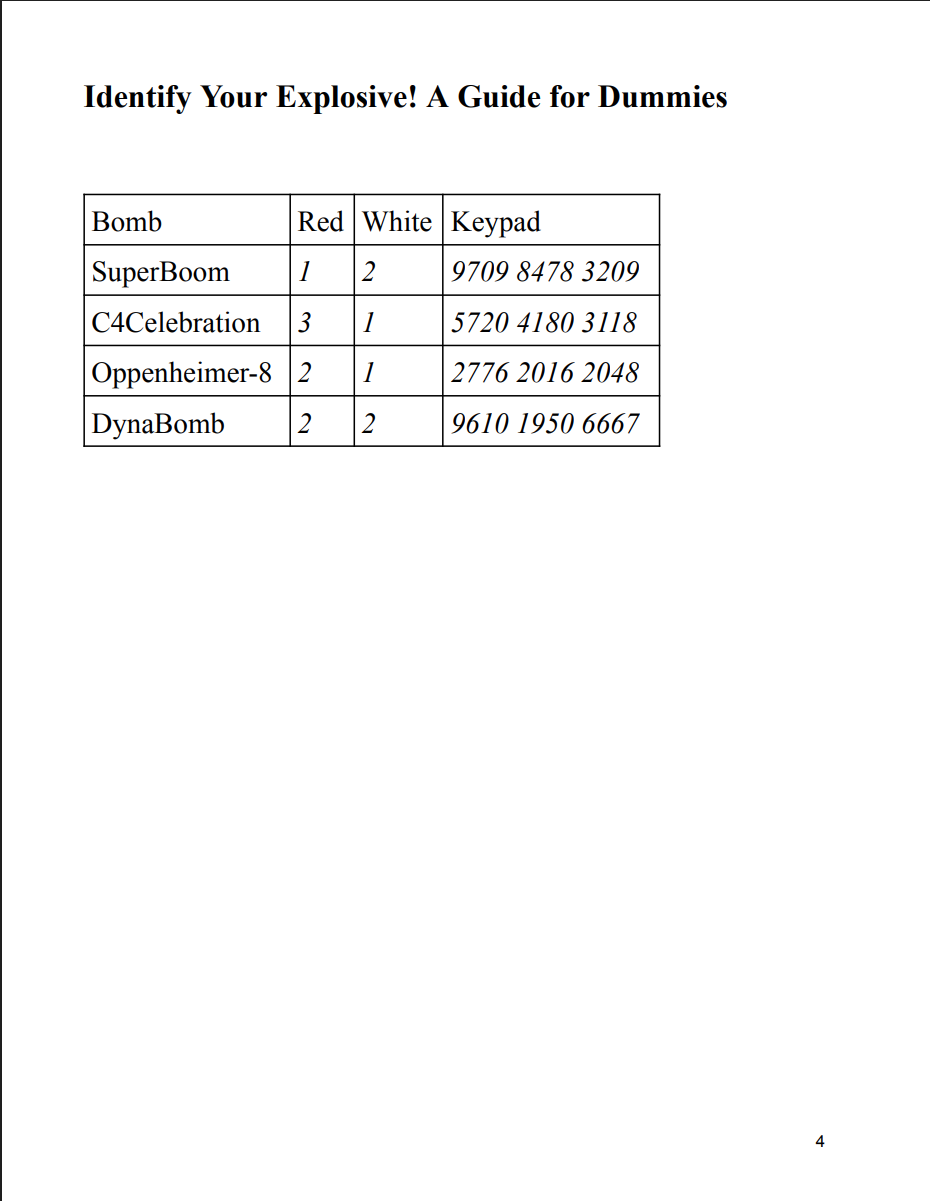 Identify Your Explosive! A Guide for Dummies
Bomb Red White Keypad
SuperBoom 1 2 9709 8478 3209
C4Celebration 3 1 5720 4180 3118
Oppenheimer-8 2 1 2776 2016 2048
DynaBomb 2 2 9610 1950 6667
4